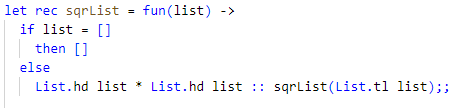 let rec sqrList = fun(list) ->
  if list = []
    then []
  else
    List.hd list * List.hd list :: sqrList(List.tl list);;